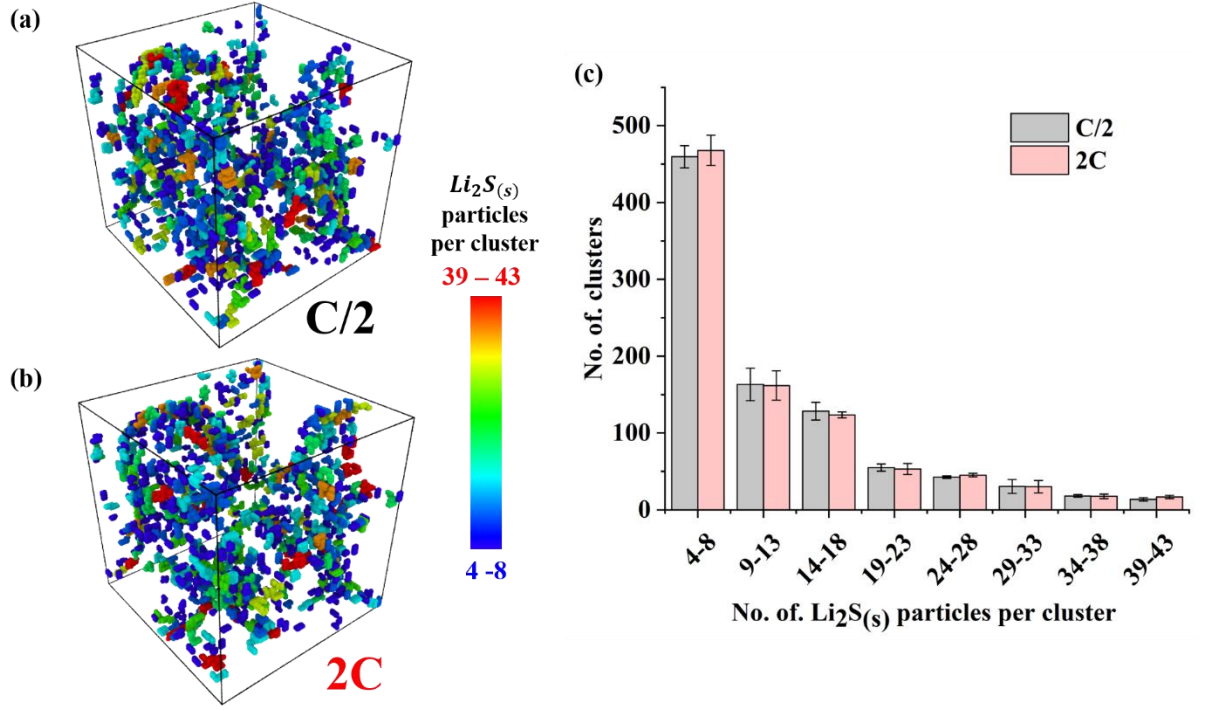 (a)
C/2
(b)
2C
Li₂S₍ₛ₎
particles
per cluster
39 – 43
4 -8
(c)
C/2
2C
No. of. clusters
500
400
300
200
100
0
4-8
9-13
14-18
19-23
24-28
29-33
34-38
39-43
No. of. Li₂S₍ₛ₎ particles per cluster